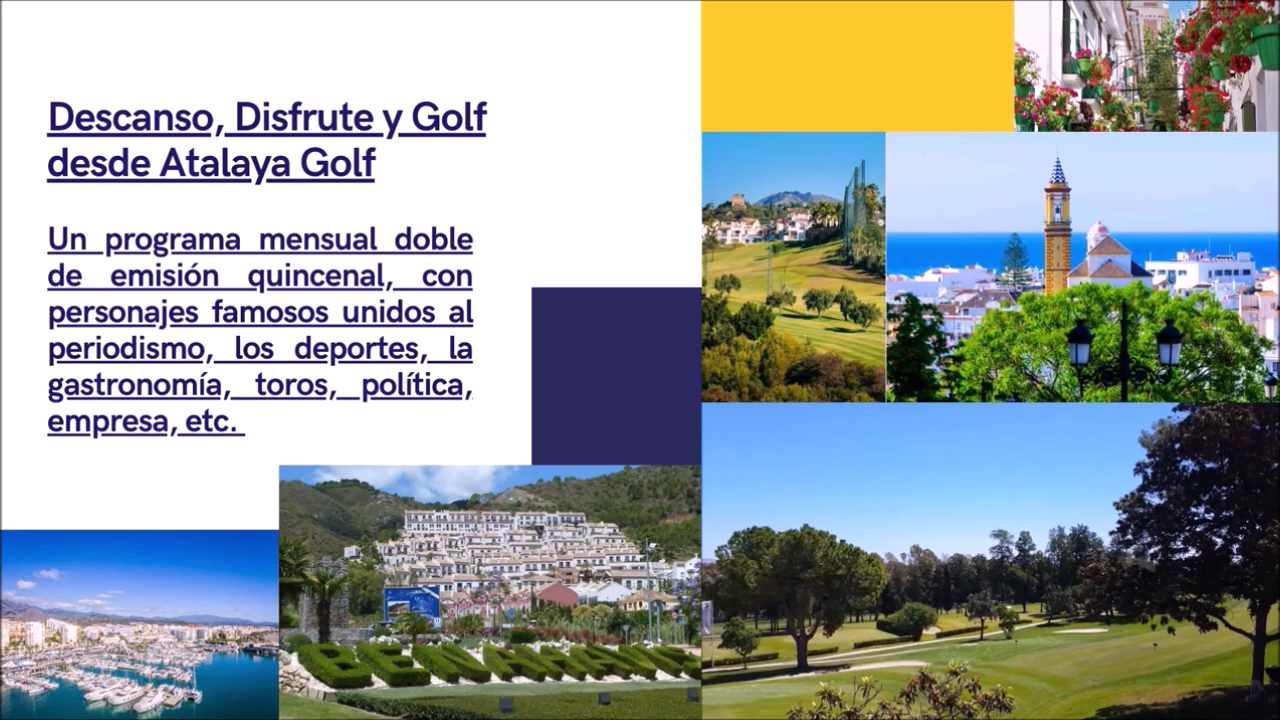 Descanso, Disfrute y Golf
desde Atalaya Golf
Un programa mensual doble
de emisión quincenal, con
personajes famosos unidos al
periodismo, los deportes, la
gastronomía, toros, política,
empresa, etc.
BENAHAVIS